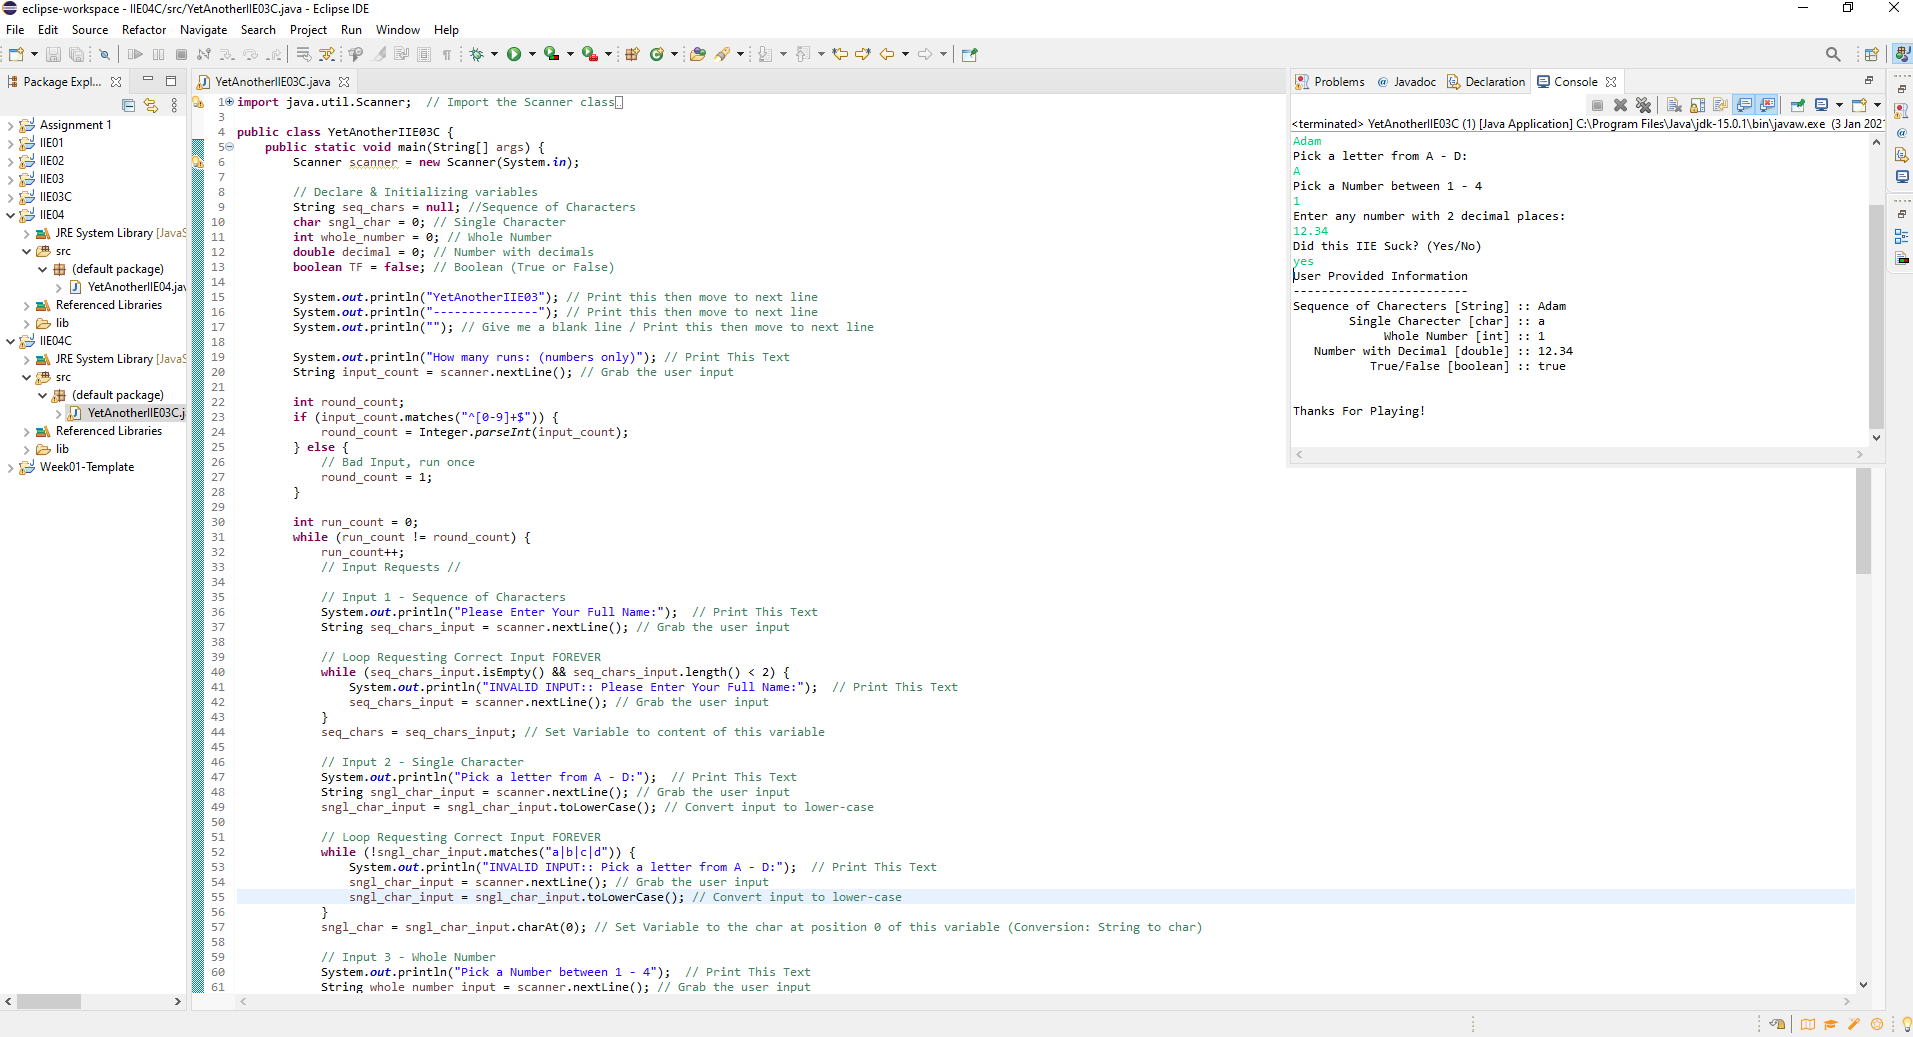 eclipse-workspace - IIE04C/src/YetAnotherIIE03C.java - Eclipse IDE
File Edit Source Refactor Navigate Search Project Run Window Help
Package Expl...
Assignment 1
IIE01
IIE02
IIE03
IIE03C
IIE04
JRE System Library [JavaS
src
(default package)
YetAnotherIIE04.jav
Referenced Libraries
lib
IIE04C
JRE System Library [JavaS
src
(default package)
YetAnotherIIE03C.j
Referenced Libraries
lib
Week01-Template
YetAnotherIIE03C.java
1 import java.util.Scanner;  // Import the Scanner class
3
4 public class YetAnotherIIE03C {
5     public static void main(String[] args) {
6         Scanner scanner = new Scanner(System.in);
7
8         // Declare & Initializing variables
9         String seq_chars = null; //Sequence of Characters
10         char sngl_char = 0; // Single Character
11         int whole_number = 0; // Whole Number
12         double decimal = 0; // Number with decimals
13         boolean TF = false; // Boolean (True or False)
14
15         System.out.println("YetAnotherIIE03"); // Print this then move to next line
16         System.out.println("---------------"); // Print this then move to next line
17         System.out.println(""); // Give me a blank line / Print this then move to next line
18
19         System.out.println("How many runs: (numbers only)"); // Print This Text
20         String input_count = scanner.nextLine(); // Grab the user input
21
22         int round_count;
23         if (input_count.matches("^[0-9]+$")) {
24             round_count = Integer.parseInt(input_count);
25         } else {
26             // Bad Input, run once
27             round_count = 1;
28         }
29
30         int run_count = 0;
31         while (run_count != round_count) {
32             run_count++;
33             // Input Requests //
34
35             // Input 1 - Sequence of Characters
36             System.out.println("Please Enter Your Full Name:");  // Print This Text
37             String seq_chars_input = scanner.nextLine(); // Grab the user input
38
39             // Loop Requesting Correct Input FOREVER
40             while (seq_chars_input.isEmpty() && seq_chars_input.length() < 2) {
41                 System.out.println("INVALID INPUT:: Please Enter Your Full Name:");  // Print This Text
42                 seq_chars_input = scanner.nextLine(); // Grab the user input
43             }
44             seq_chars = seq_chars_input; // Set Variable to content of this variable
45
46             // Input 2 - Single Character
47             System.out.println("Pick a letter from A - D:");  // Print This Text
48             String sngl_char_input = scanner.nextLine(); // Grab the user input
49             sngl_char_input = sngl_char_input.toLowerCase(); // Convert input to lower-case
50
51             // Loop Requesting Correct Input FOREVER
52             while (!sngl_char_input.matches("a|b|c|d")) {
53                 System.out.println("INVALID INPUT:: Pick a letter from A - D:");  // Print This Text
54                 sngl_char_input = scanner.nextLine(); // Grab the user input
55                 sngl_char_input = sngl_char_input.toLowerCase(); // Convert input to lower-case
56             }
57             sngl_char = sngl_char_input.charAt(0); // Set Variable to the char at position 0 of this variable (Conversion: String to char)
58
59             // Input 3 - Whole Number
60             System.out.println("Pick a Number between 1 - 4");  // Print This Text
61             String whole_number_input = scanner.nextLine(); // Grab the user input
Problems Javadoc Declaration Console
<terminated> YetAnotherIIE03C (1) [Java Application] C:\Program Files\Java\jdk-15.0.1\bin\javaw.exe (3 Jan 2021
Adam
Pick a letter from A - D:
A
Pick a Number between 1 - 4
1
Enter any number with 2 decimal places:
12.34
Did this IIE Suck? (Yes/No)
yes
User Provided Information
-------------------------
Sequence of Charecters [String] :: Adam
Single Charecter [char] :: a
Whole Number [int] :: 1
Number with Decimal [double] :: 12.34
True/False [boolean] :: true
Thanks For Playing!